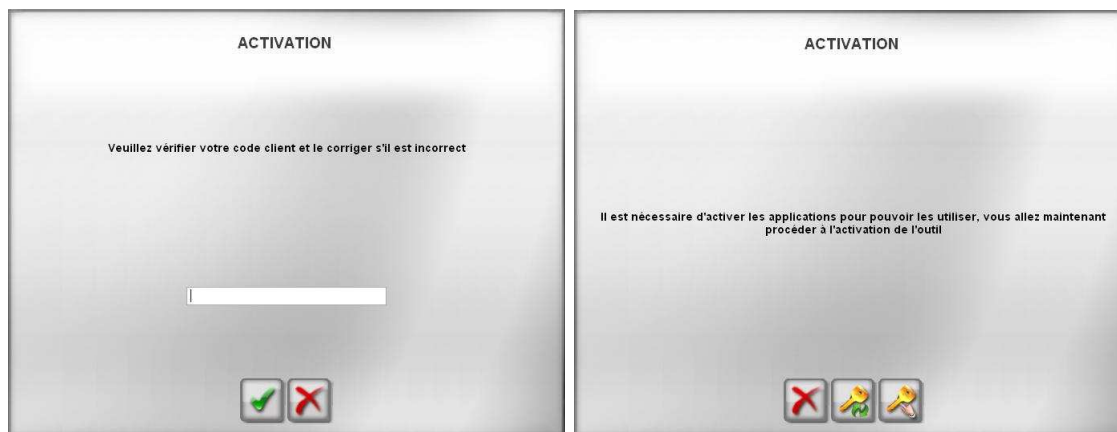 ACTIVATION
Veuillez vérifier votre code client et le corriger s'il est incorrect
ACTIVATION
Il est nécessaire d'activer les applications pour pouvoir les utiliser, vous allez maintenant
procéder à l'activation de l'outil